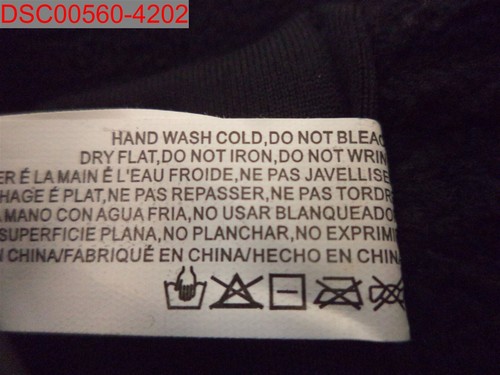 DSC00560-4202
HAND WASH COLD,DO NOT
DRY FLAT,DO NOT IRON,DO NOT
É LA MAIN É L'EAU FROIDE,NE PAS
É PLAT,NE PAS REPASSER,NE PAS
MANO CON AGUA FRIA,NO USAR
SUPERFICIE PLANA,NO PLANCHAR,NO
CHINA/FABRIQUÉ EN CHINA/HECHO EN CHINA